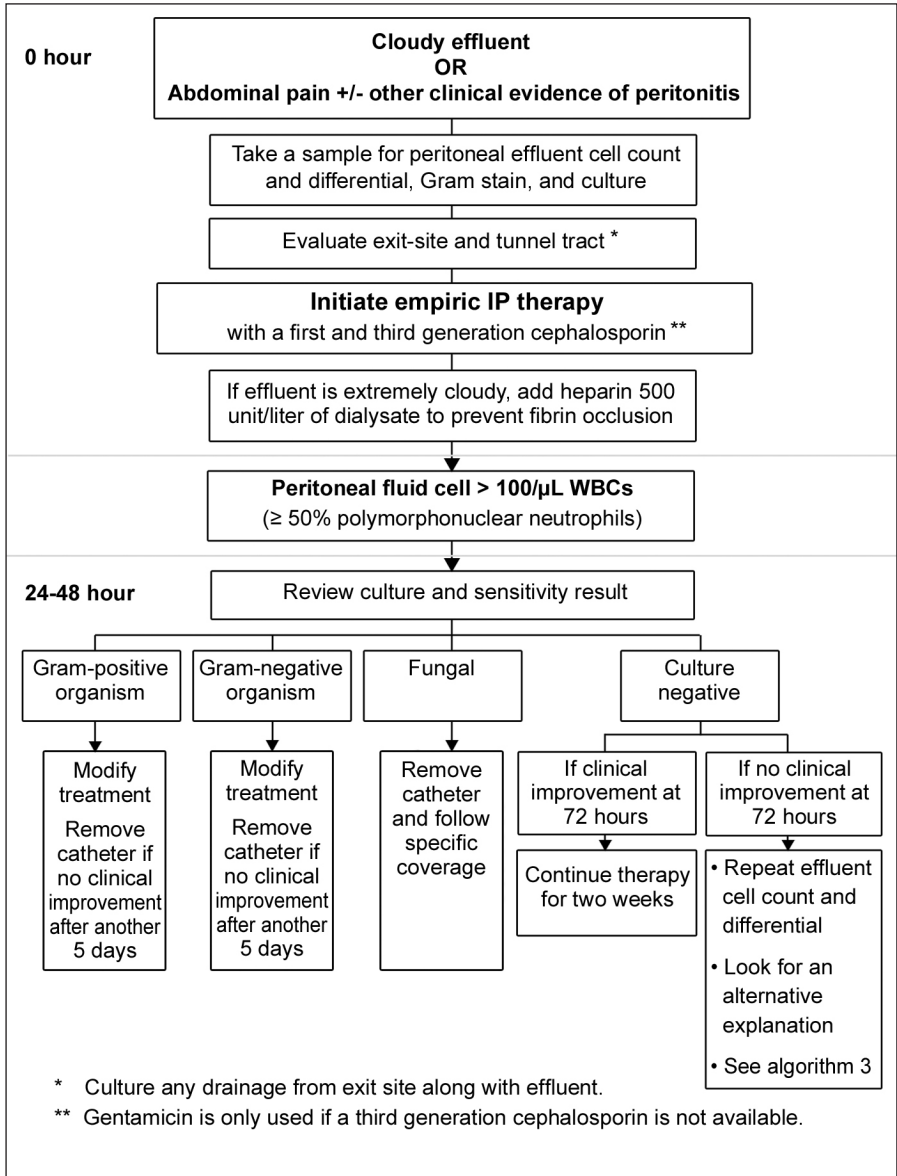 0 hour
Cloudy effluent
OR
Abdominal pain +/- other clinical evidence of peritonitis
Take a sample for peritoneal effluent cell count
and differential, Gram stain, and culture
Evaluate exit-site and tunnel tract *
Initiate empiric IP therapy
with a first and third generation cephalosporin **
If effluent is extremely cloudy, add heparin 500
unit/liter of dialysate to prevent fibrin occlusion
Peritoneal fluid cell > 100/µL WBCs
(≥ 50% polymorphonuclear neutrophils)
24-48 hour
Review culture and sensitivity result
Gram-positive
organism
Modify
treatment
Remove
catheter if
no clinical
improvement
after another
5 days
Gram-negative
organism
Modify
treatment
Remove
catheter if
no clinical
improvement
after another
5 days
Fungal
Remove
catheter
and follow
specific
coverage
Culture
negative
If clinical
improvement at
72 hours
Continue therapy
for two weeks
If no clinical
improvement at
72 hours
• Repeat effluent
cell count and
differential
• Look for an
alternative
explanation
• See algorithm 3
* Culture any drainage from exit site along with effluent.
** Gentamicin is only used if a third generation cephalosporin is not available.